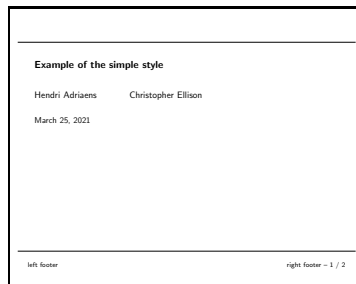 Example of the simple style
Hendri Adriaens Christopher Ellison
March 25, 2021
left footer right footer – 1 / 2